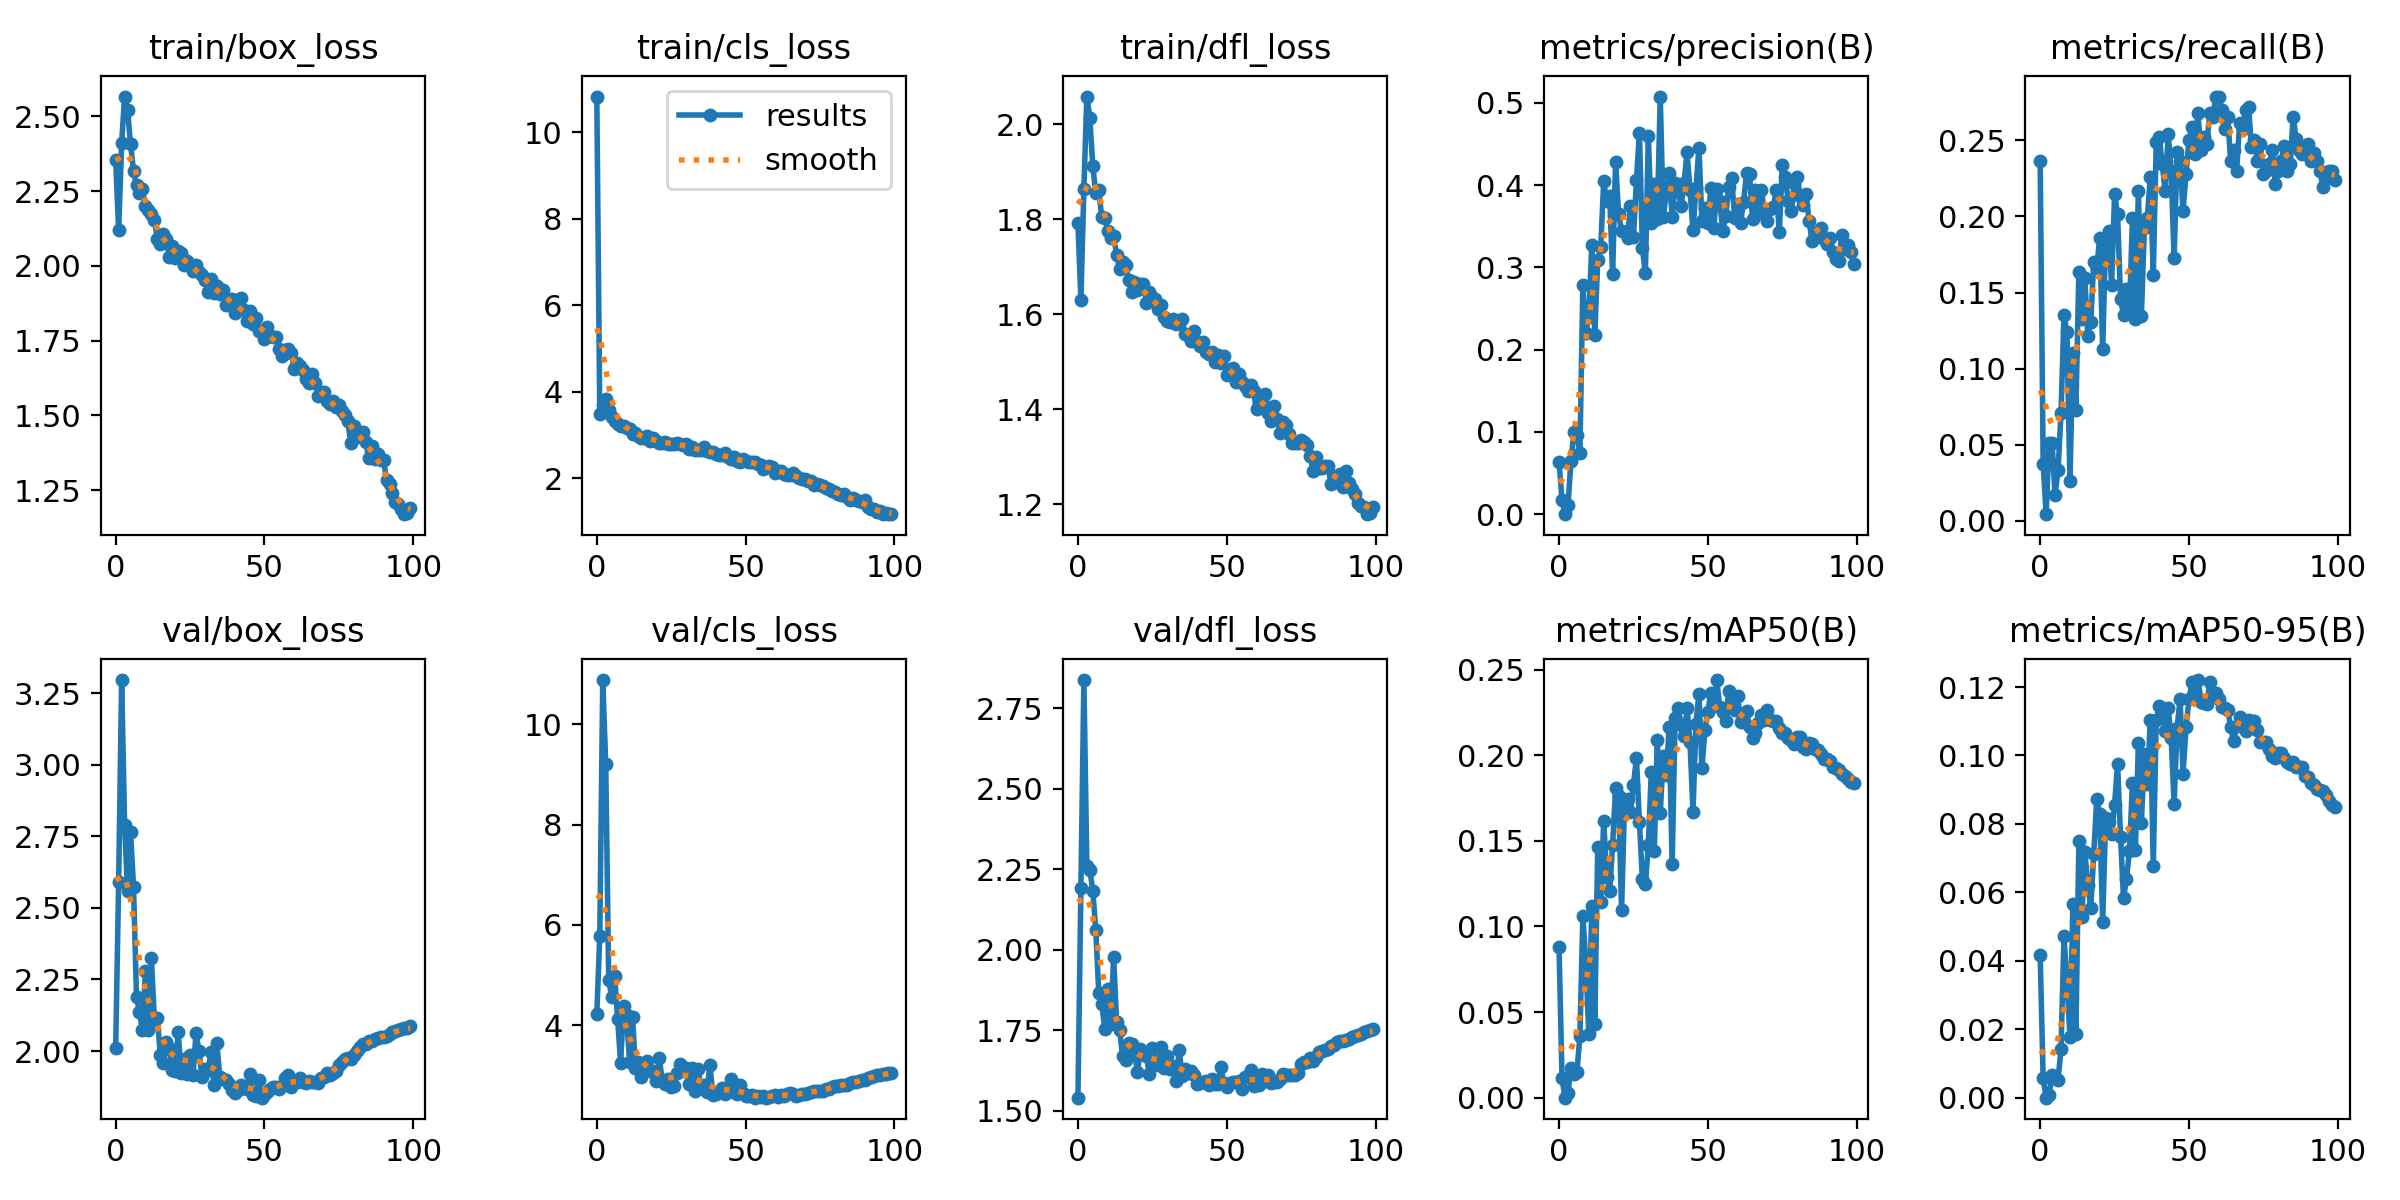 train/box_loss
2.50
2.25
2.00
1.75
1.50
1.25
0 50 100
train/cls_loss
results
smooth
10
8
6
4
2
0 50 100
train/dfl_loss
2.0
1.8
1.6
1.4
1.2
0 50 100
metrics/precision(B)
0.5
0.4
0.3
0.2
0.1
0.0
0 50 100
metrics/recall(B)
0.25
0.20
0.15
0.10
0.05
0.00
0 50 100
val/box_loss
3.25
3.00
2.75
2.50
2.25
2.00
0 50 100
val/cls_loss
10
8
6
4
0 50 100
val/dfl_loss
2.75
2.50
2.25
2.00
1.75
1.50
0 50 100
metrics/mAP50(B)
0.25
0.20
0.15
0.10
0.05
0.00
0 50 100
metrics/mAP50-95(B)
0.12
0.10
0.08
0.06
0.04
0.02
0.00
0 50 100